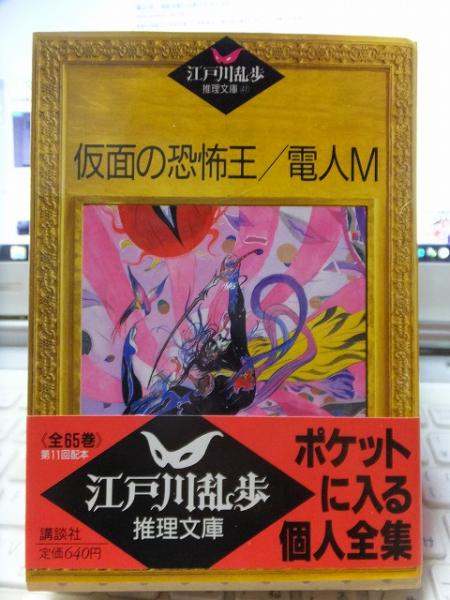 江戸川乱歩
推理文庫㊶
仮面の恐怖王/電人M
《全65巻》
第11回配本
江戸川乱歩
推理文庫
講談社
定価640円
ポケット
に入る
個人全集